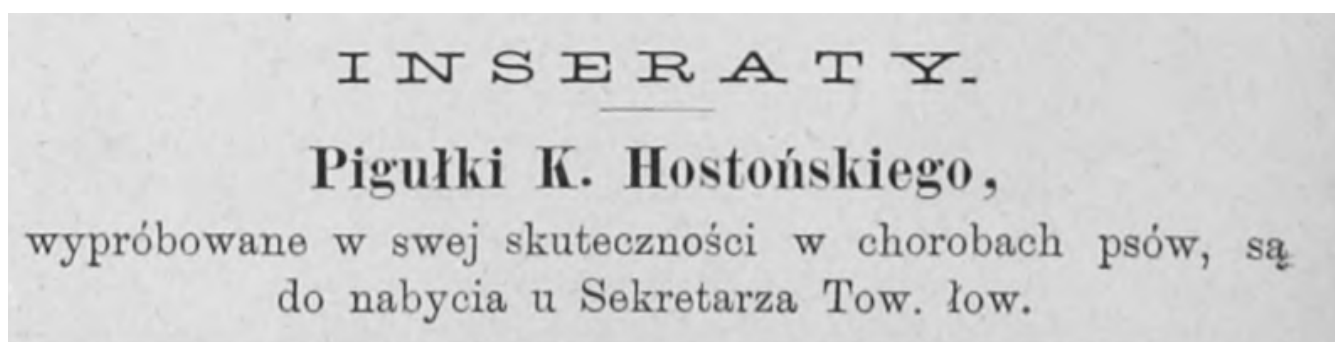 INSERATY.
Pigułki K. Hostońskiego,
wypróbowane w swej skuteczności w chorobach psów, są
do nabycia u Sekretarza Tow. łow.